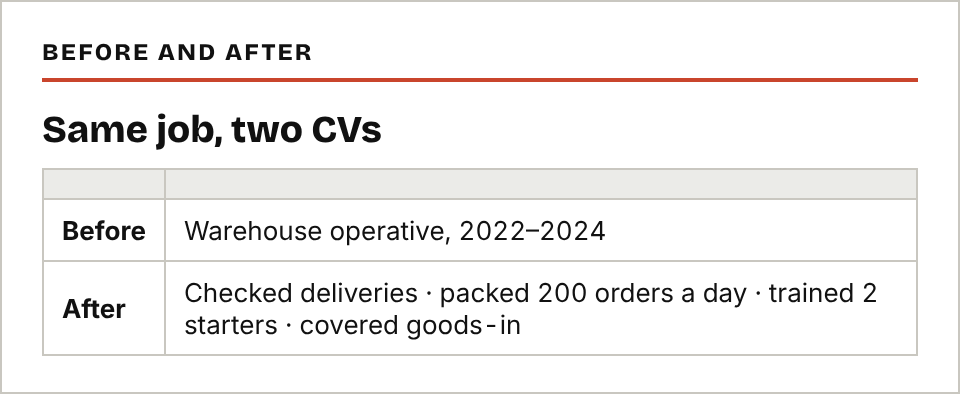 BEFORE AND AFTER
Same job, two CVs
Before
Warehouse operative, 2022–2024
After
Checked deliveries · packed 200 orders a day · trained 2
starters · covered goods-in